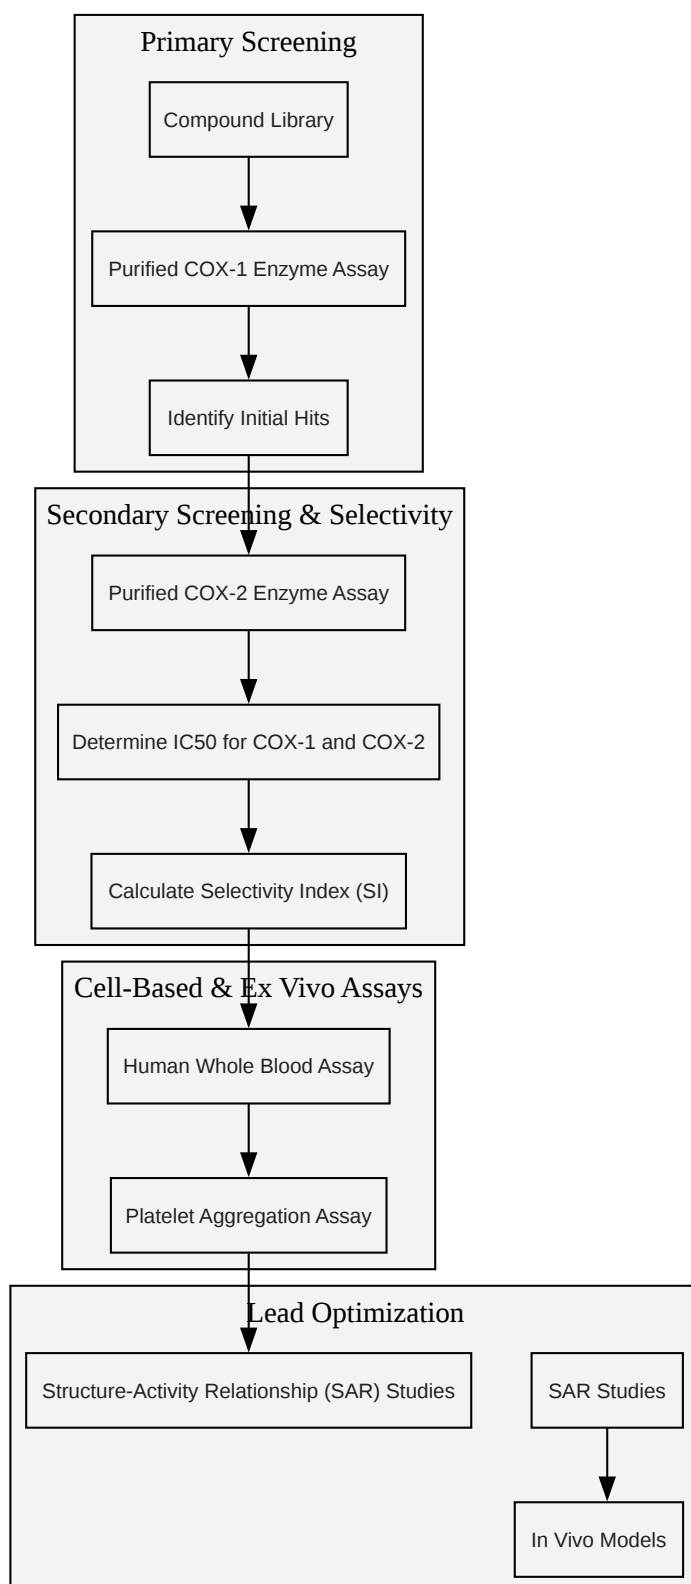 Primary Screening
Compound Library
Purified COX-1 Enzyme Assay
Identify Initial Hits
Secondary Screening & Selectivity
Purified COX-2 Enzyme Assay
Determine IC50 for COX-1 and COX-2
Calculate Selectivity Index (SI)
Cell-Based & Ex Vivo Assays
Human Whole Blood Assay
Platelet Aggregation Assay
Lead Optimization
Structure-Activity Relationship (SAR) Studies
SAR Studies
In Vivo Models